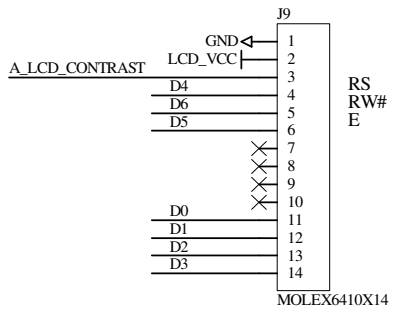 J9
GND 1
LCD_VCC 2
A_LCD_CONTRAST 3
D4 4 RS
D6 5 RW#
D5 6 E
7
8
9
10
D0 11
D1 12
D2 13
D3 14
MOLEX6410X14